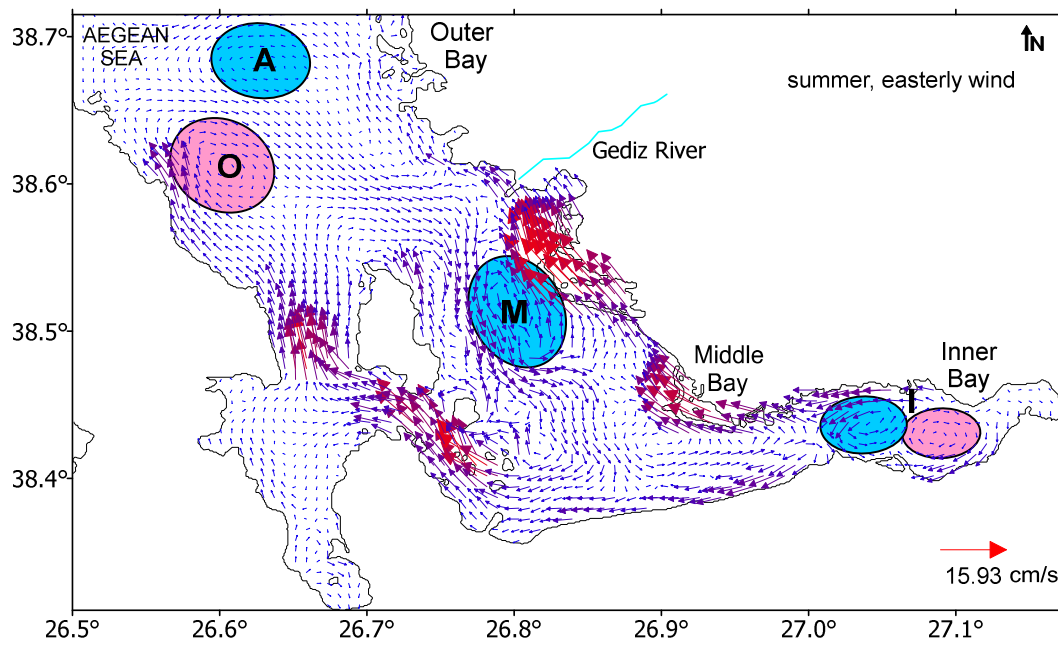 38.7°
AEGEAN
SEA
A
Outer
Bay
N
summer, easterly wind
O
Gediz River
38.6°
M
38.5°
Middle
Bay
Inner
Bay
I
38.4°
15.93 cm/s
26.5°
26.6°
26.7°
26.8°
26.9°
27.0°
27.1°